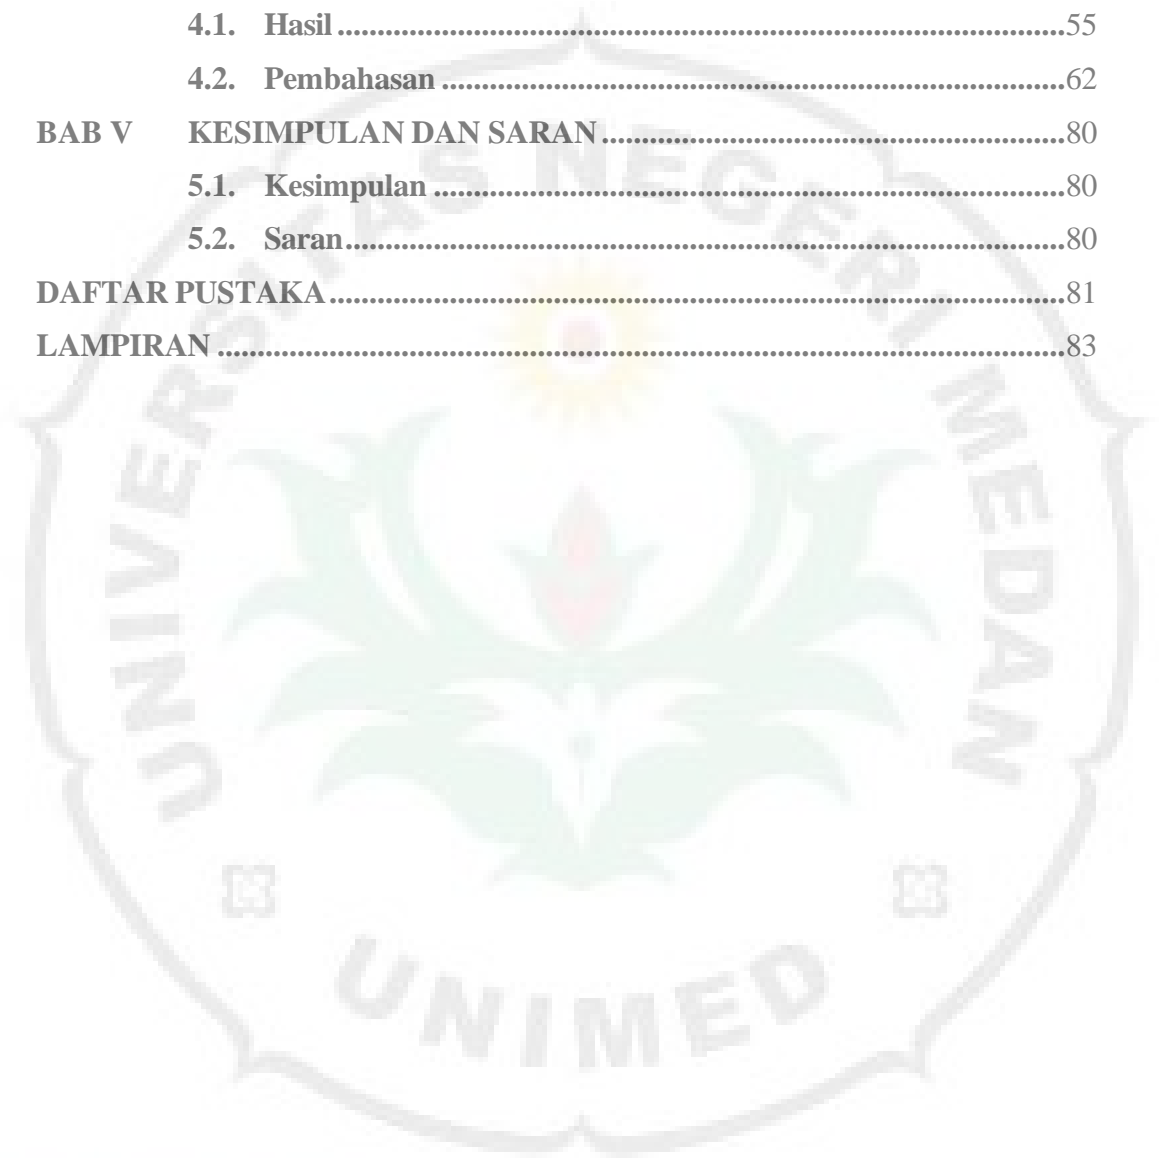 4.1. Hasil ........................................................................................55
4.2. Pembahasan ...........................................................................62
BAB V KESIMPULAN DAN SARAN........................................................80
5.1. Kesimpulan ............................................................................80
5.2. Saran.......................................................................................80
DAFTAR PUSTAKA.........................................................................................81
LAMPIRAN .......................................................................................................83
UNIVERSITAS NEGERI MEDAN
UNIMED